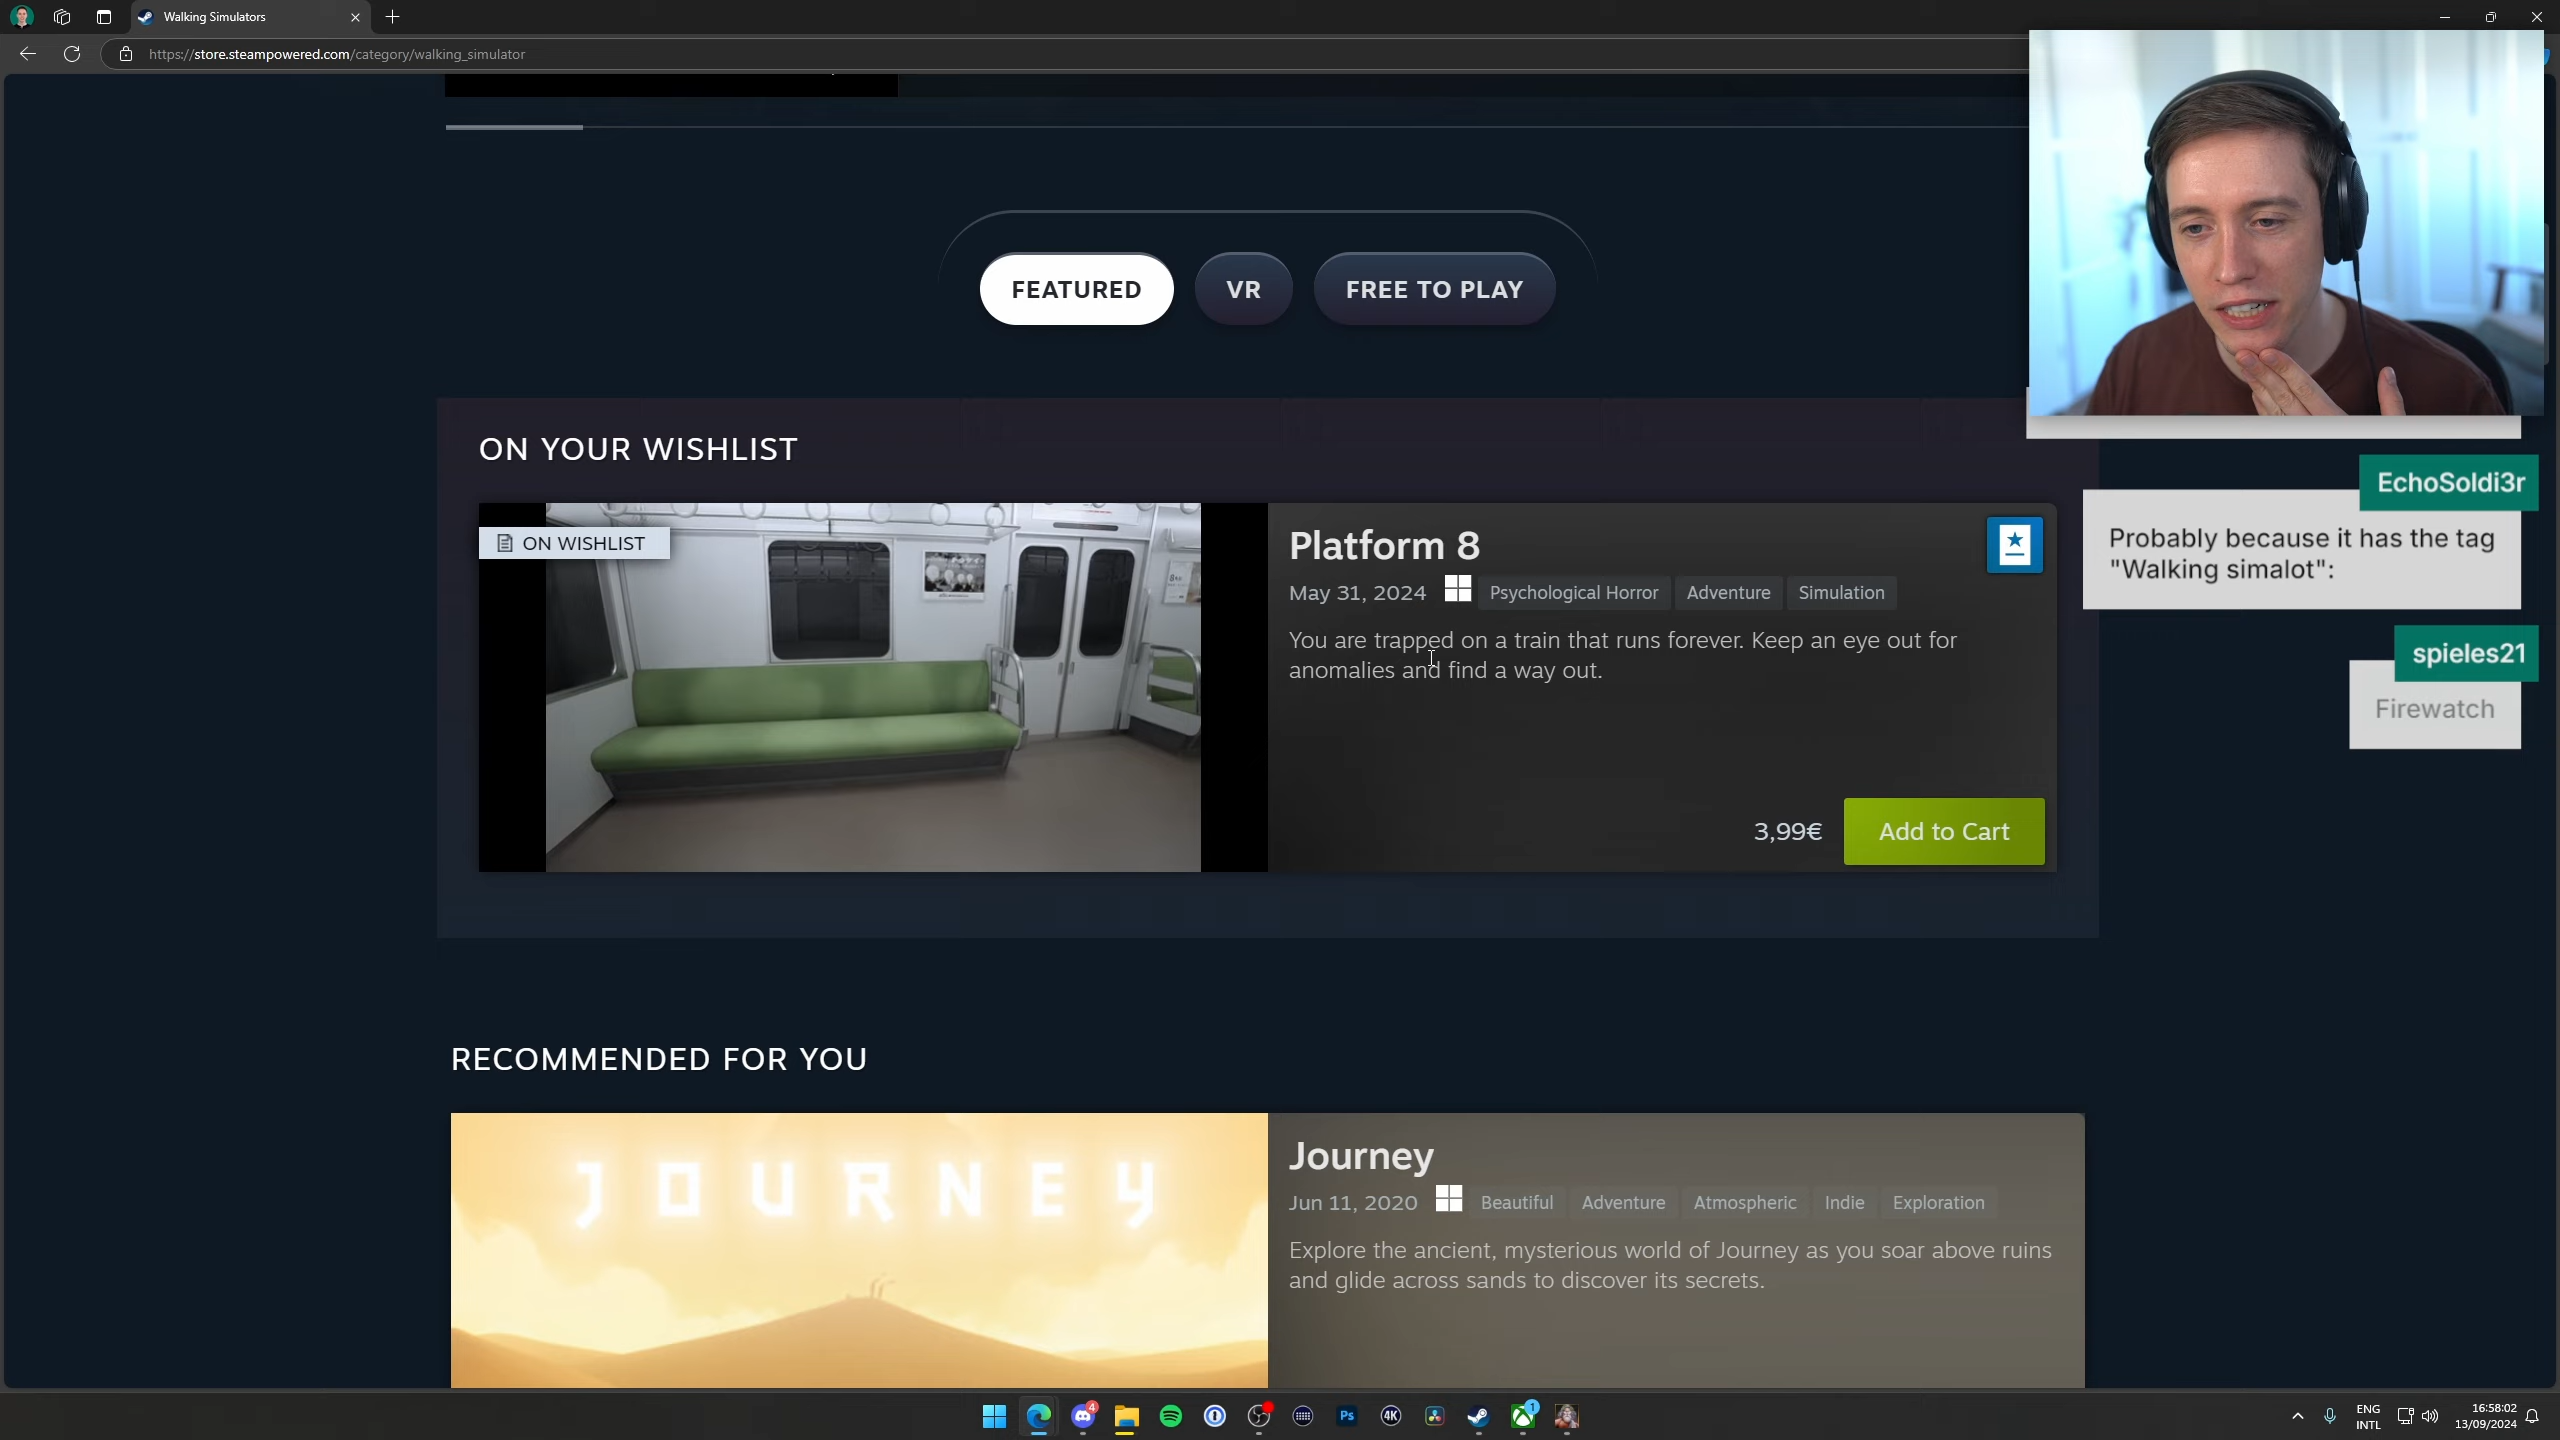 Walking Simulators
https://store.steampowered.com/category/walking_simulator
FEATURED
VR
FREE TO PLAY
ON YOUR WISHLIST
ON WISHLIST
Platform 8
May 31, 2024
Psychological Horror
Adventure
Simulation
You are trapped on a train that runs forever. Keep an eye out for
anomalies and find a way out.
3,99€
Add to Cart
EchoSoldi3r
Probably because it has the tag
"Walking simalot":
spieles21
Firewatch
RECOMMENDED FOR YOU
JOURNEY
Journey
Jun 11, 2020
Beautiful
Adventure
Atmospheric
Indie
Exploration
Explore the ancient, mysterious world of Journey as you soar above ruins
and glide across sands to discover its secrets.
4
Ps
4K
1
ENG
INTL
16:58:02
13/09/2024